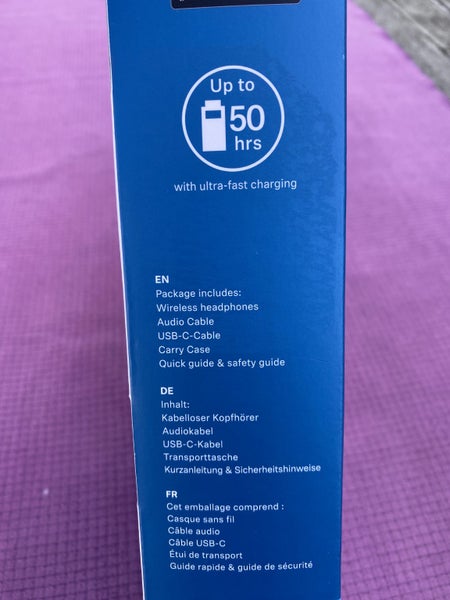 Up to
50
hrs
with ultra-fast charging
EN
Package includes:
Wireless headphones
Audio Cable
USB-C-Cable
Carry Case
Quick guide & safety guide
DE
Inhalt:
Kabelloser Kopfhörer
Audiokabel
USB-C-Kabel
Transporttasche
Kurzanleitung & Sicherheitshinweise
FR
Cet emballage comprend :
Casque sans fil
Câble audio
Câble USB-C
Étui de transport
Guide rapide & guide de sécurité